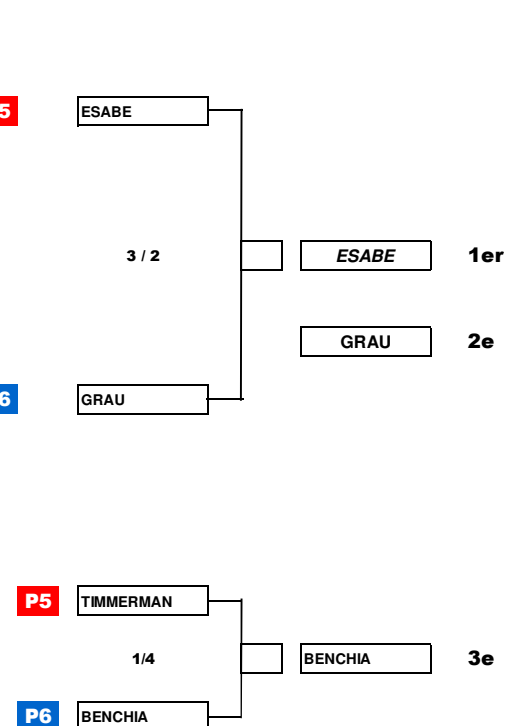 5 ESABE
3 / 2 ESABE 1er
GRAU 2e
6 GRAU
P5 TIMMERMAN
1/4 BENCHIA 3e
P6 BENCHIA